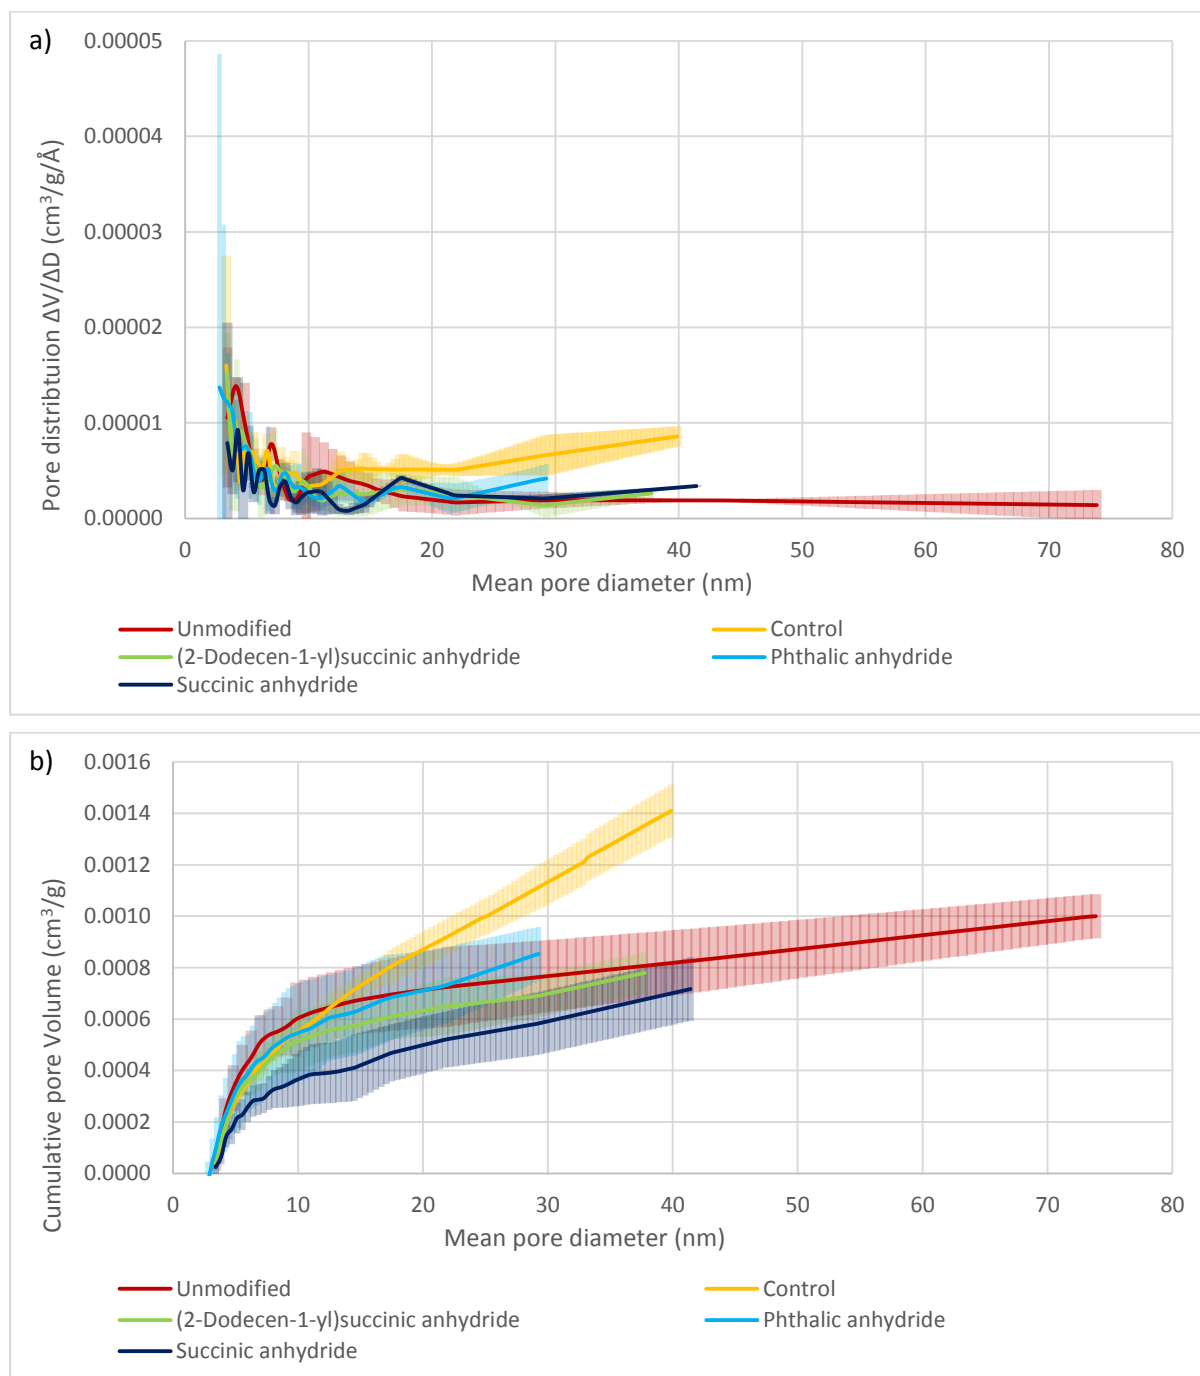 a)
0.00005
0.00004
0.00003
0.00002
0.00001
0.00000
Pore distribtuion ΔV/ΔD (cm³/g/Å)
0 10 20 30 40 50 60 70 80
Mean pore diameter (nm)
Unmodified Control
(2-Dodecen-1-yl)succinic anhydride Phthalic anhydride
Succinic anhydride
b)
0.0016
0.0014
0.0012
0.0010
0.0008
0.0006
0.0004
0.0002
0.0000
Cumulative pore Volume (cm³/g)
0 10 20 30 40 50 60 70 80
Mean pore diameter (nm)
Unmodified Control
(2-Dodecen-1-yl)succinic anhydride Phthalic anhydride
Succinic anhydride